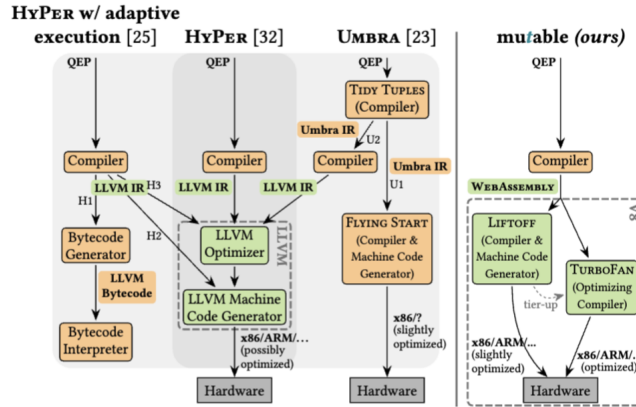 HYPER w/ adaptive
execution [25]
HYPER [32]
UMBRA [23]
mutable (ours)
QEP
QEP
QEP
QEP
TIDY TUPLES
(Compiler)
Umbra IR
U2
Compiler
Compiler
Compiler
Compiler
Umbra IR
LLVM IR
H3
LLVM IR
LLVM IR
U1
WEBASSEMBLY
H1
H2
V8
Bytecode
Generator
LLVM
Optimizer
LLVM
FLYING START
(Compiler &
Machine Code
Generator)
LIFTOFF
(Compiler &
Machine Code
Generator)
TURBOFAN
(Optimizing
Compiler)
tier-up
LLVM
Bytecode
LLVM Machine
Code Generator
Bytecode
Interpreter
x86/ARM/...
(possibly
optimized)
x86/?
(slightly
optimized)
x86/ARM/...
(slightly
optimized)
x86/ARM/..
(optimized)
Hardware
Hardware
Hardware